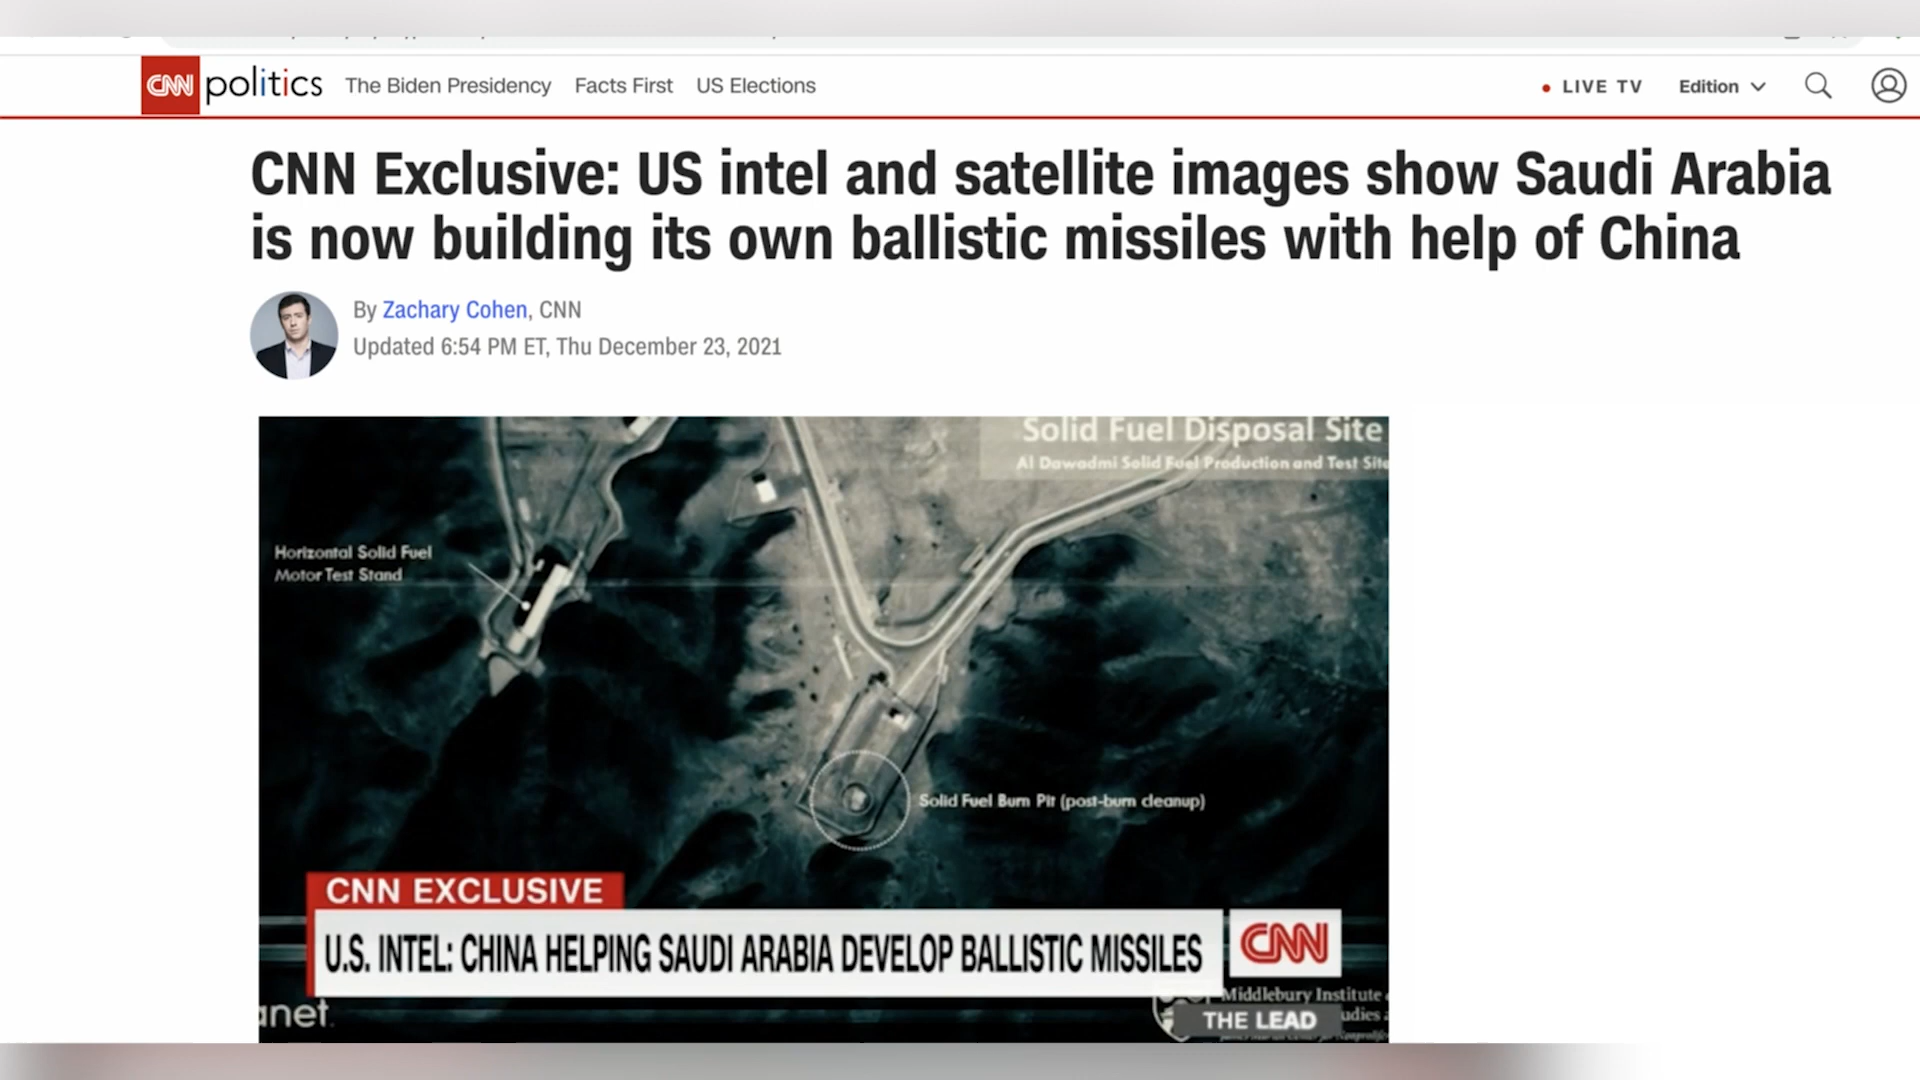 CNN politics The Biden Presidency Facts First US Elections LIVE TV Edition
CNN Exclusive: US intel and satellite images show Saudi Arabia
is now building its own ballistic missiles with help of China
By Zachary Cohen, CNN
Updated 6:54 PM ET, Thu December 23, 2021
Solid Fuel Disposal Site
Al Dawadmi Solid Fuel Production and Test Site
Horizontal Solid Fuel
Motor Test Stand
Solid Fuel Burn Pit (post-burn cleanup)
CNN EXCLUSIVE
U.S. INTEL: CHINA HELPING SAUDI ARABIA DEVELOP BALLISTIC MISSILES
CNN
Middlebury Institute
anet
THE LEAD